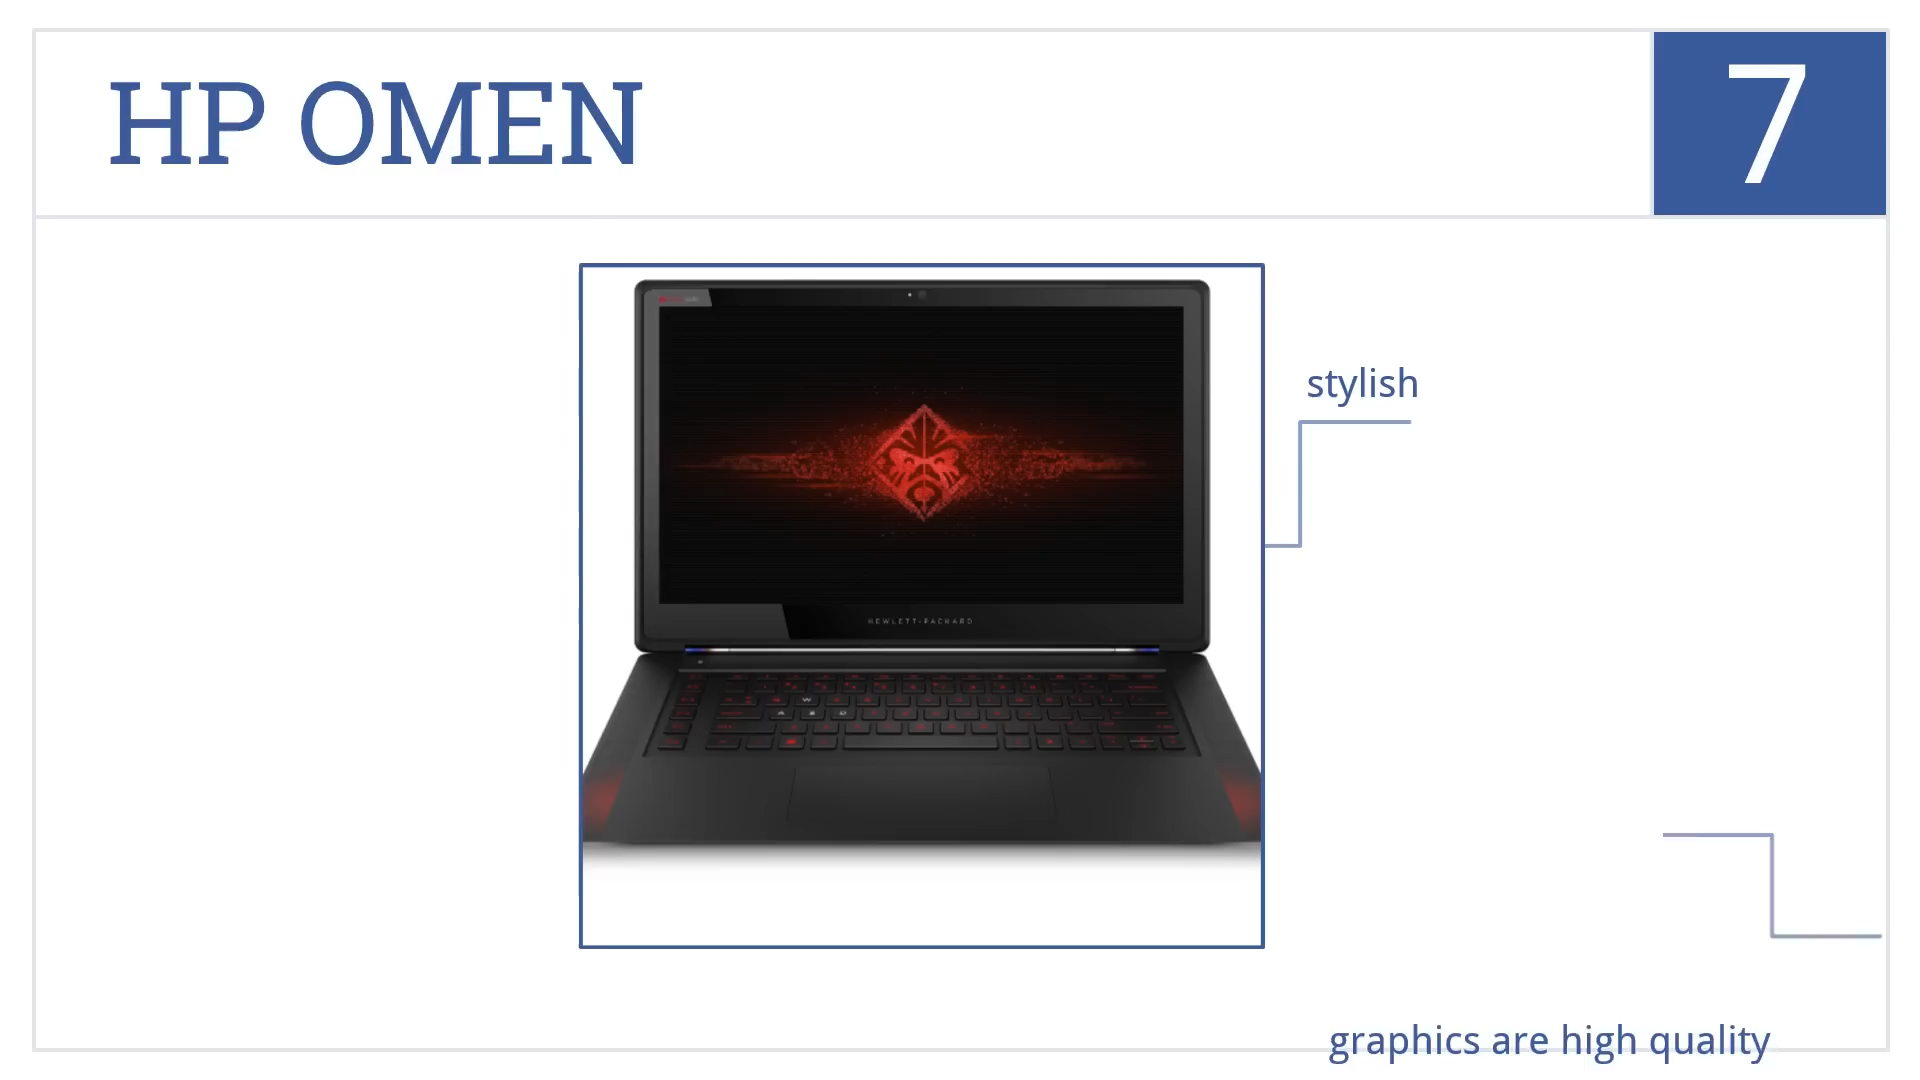 HP OMEN
7
stylish
HEWLETT-PACKARD
W
A S D
graphics are high quality